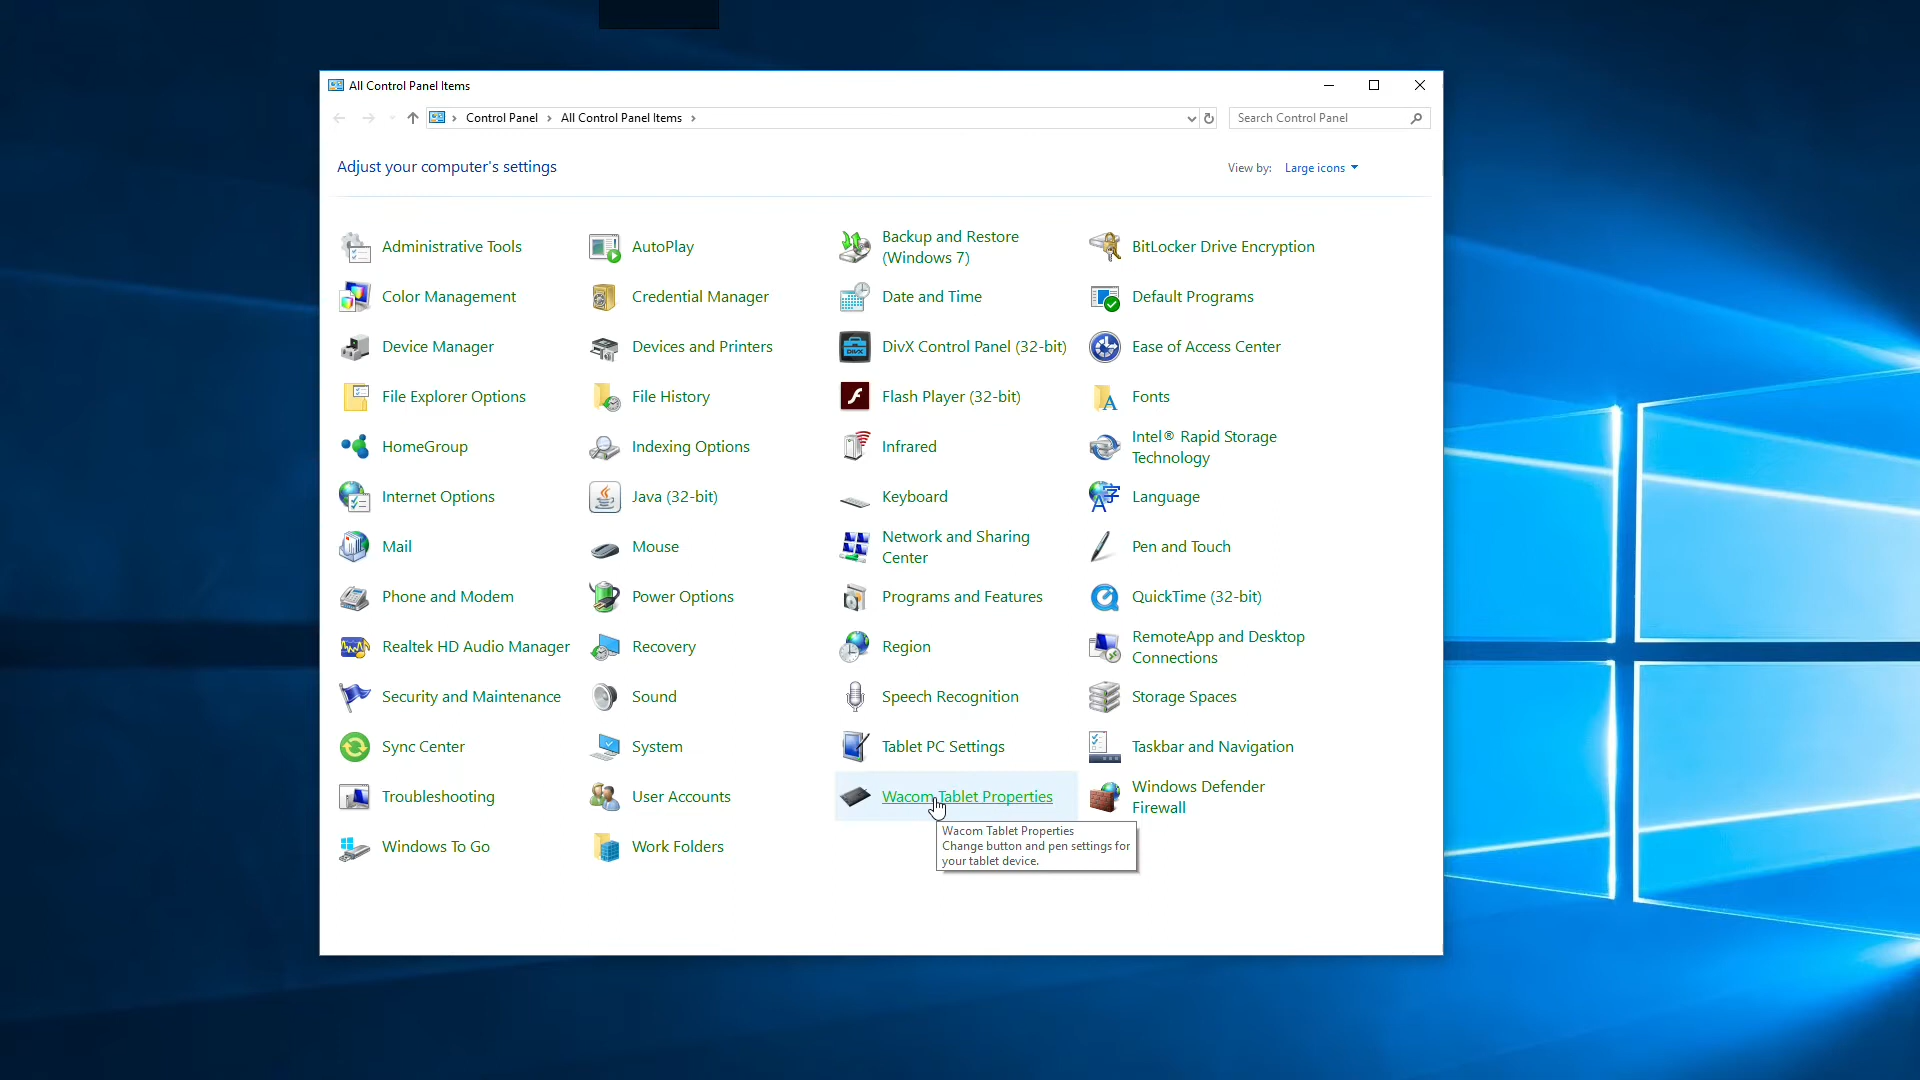 All Control Panel Items
Control Panel All Control Panel Items
Search Control Panel
Adjust your computer's settings
View by: Large icons
Administrative Tools
AutoPlay
Backup and Restore
(Windows 7)
BitLocker Drive Encryption
Color Management
Credential Manager
Date and Time
Default Programs
Device Manager
Devices and Printers
DIVX
DivX Control Panel (32-bit)
Ease of Access Center
File Explorer Options
File History
Flash Player (32-bit)
Fonts
HomeGroup
Indexing Options
Infrared
Intel® Rapid Storage
Technology
Internet Options
Java (32-bit)
Keyboard
Language
Mail
Mouse
Network and Sharing
Center
Pen and Touch
Phone and Modem
Power Options
Programs and Features
QuickTime (32-bit)
Realtek HD Audio Manager
Recovery
Region
RemoteApp and Desktop
Connections
Security and Maintenance
Sound
Speech Recognition
Storage Spaces
Sync Center
System
Tablet PC Settings
Taskbar and Navigation
Troubleshooting
User Accounts
Wacom Tablet Properties
Windows Defender
Firewall
Wacom Tablet Properties
Change button and pen settings for
your tablet device.
Windows To Go
Work Folders